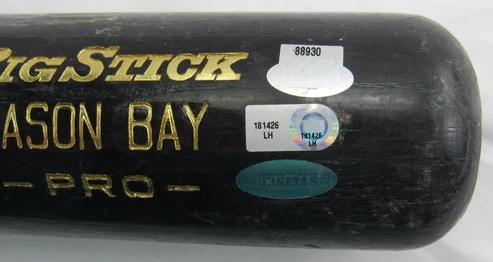 BIG STICK
ASON BAY
— PRO —
88930
181426
LH
181426
LH
STEINER